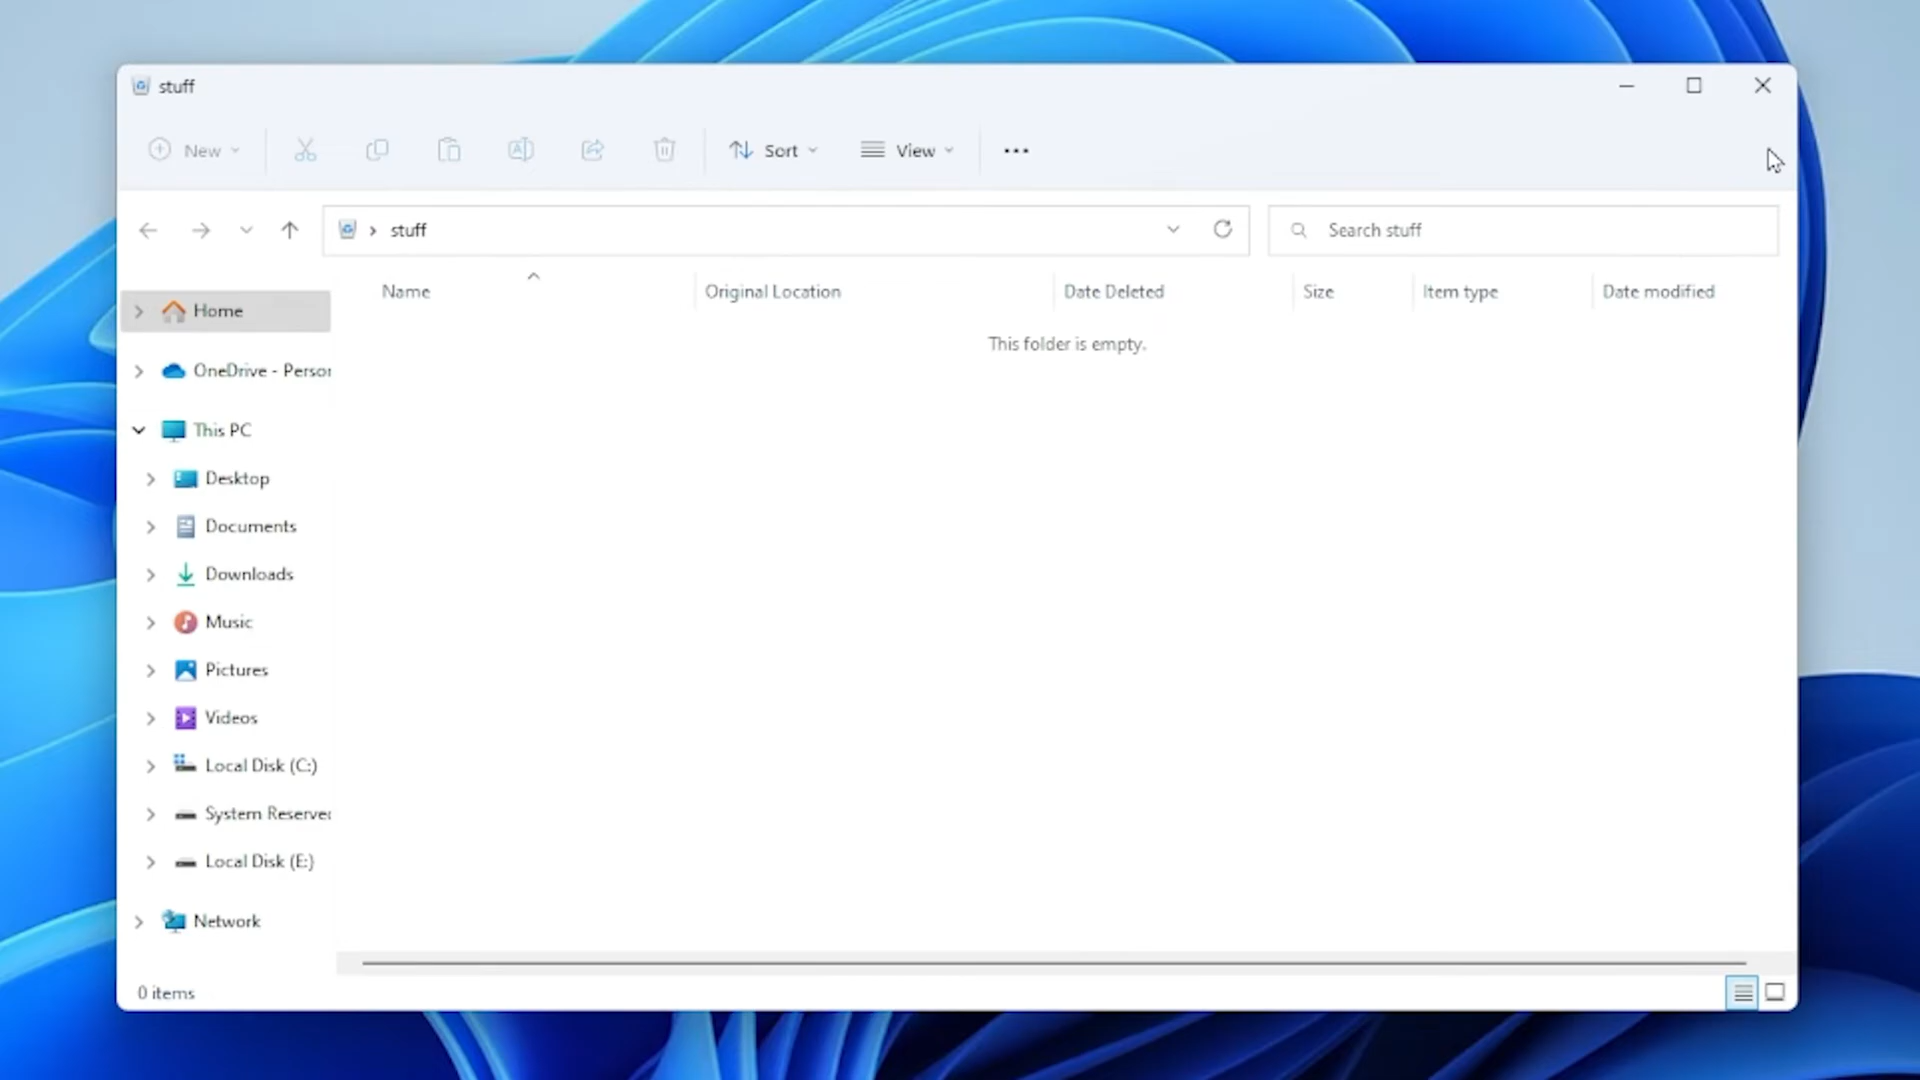 stuff
New
Sort
View
stuff
Search stuff
Name
Original Location
Date Deleted
Size
Item type
Date modified
This folder is empty.
Home
OneDrive - Person
This PC
Desktop
Documents
Downloads
Music
Pictures
Videos
Local Disk (C:)
System Reserved
Local Disk (E:)
Network
0 items